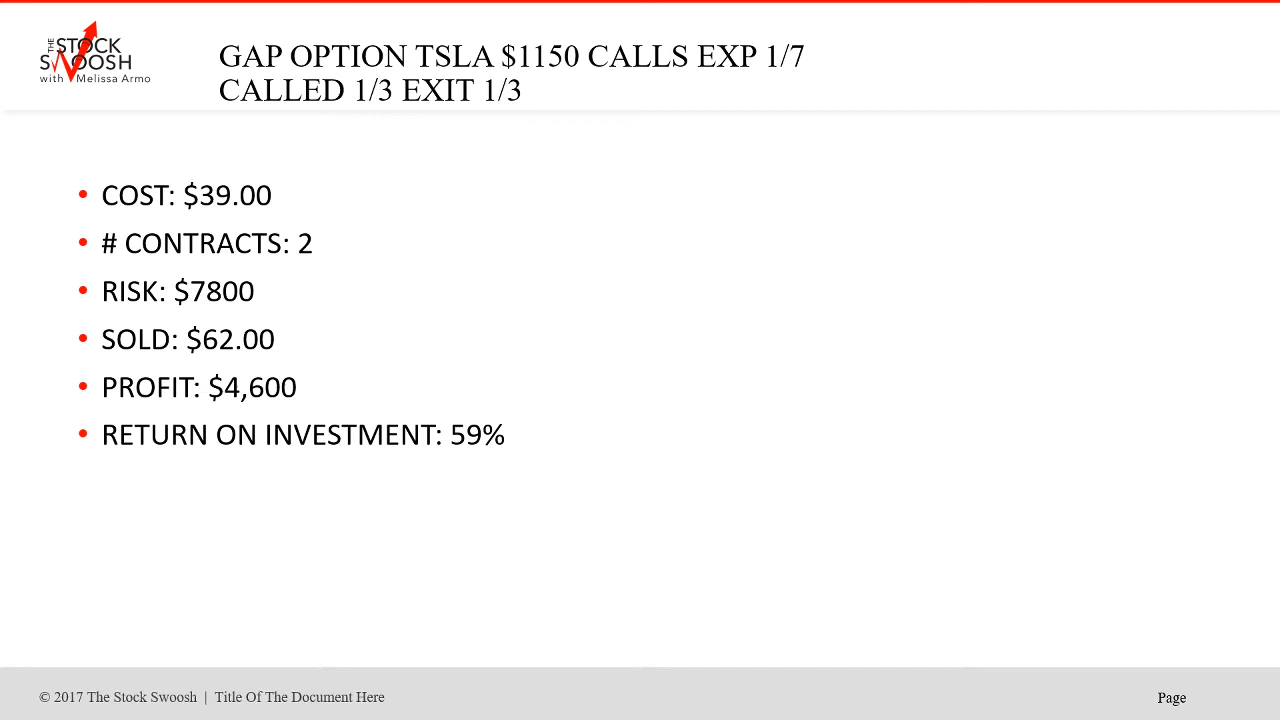 THE
STOCK
SWOOSH
with Melissa Armo
GAP OPTION TSLA $1150 CALLS EXP 1/7
CALLED 1/3 EXIT 1/3
• COST: $39.00
• # CONTRACTS: 2
• RISK: $7800
• SOLD: $62.00
• PROFIT: $4,600
• RETURN ON INVESTMENT: 59%
© 2017 The Stock Swoosh | Title Of The Document Here
Page